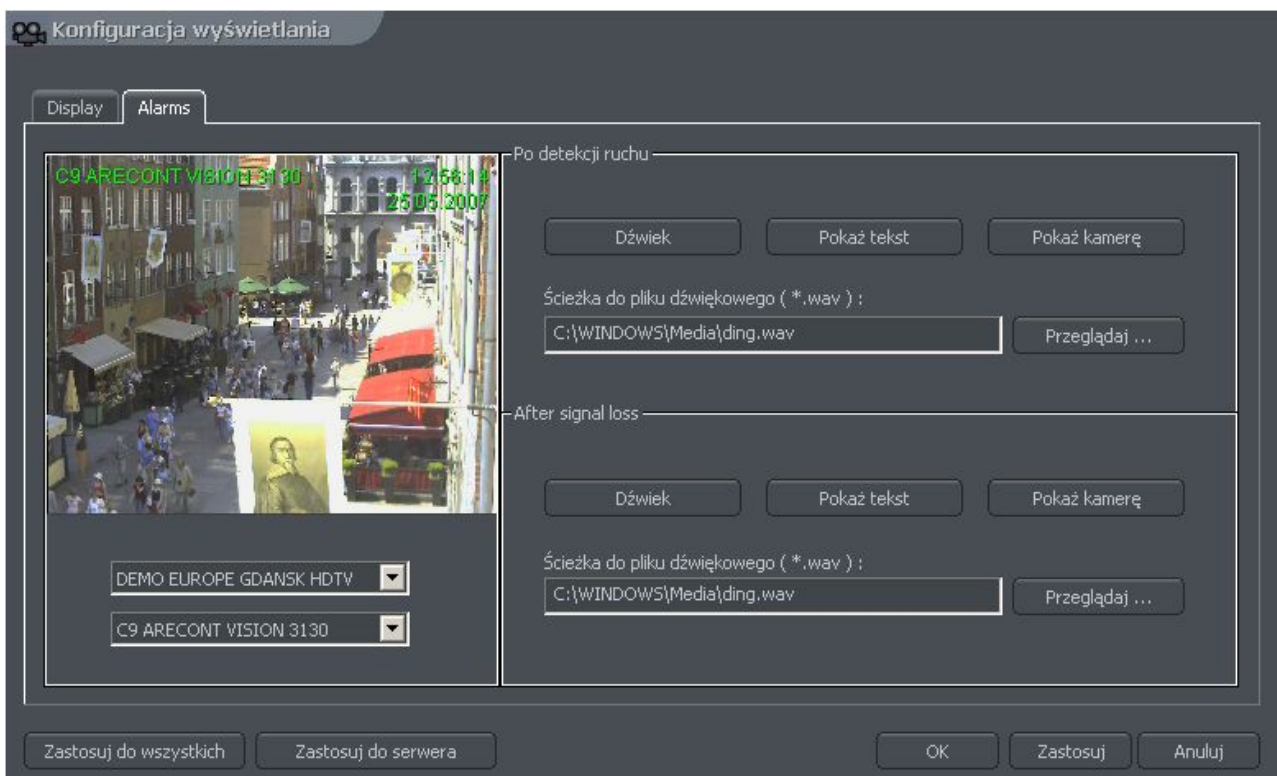 Konfiguracja wyświetlania
Display
Alarms
C9 ARECONT VISION 3130
12:56:14
25.05.2007
Po detekcji ruchu
Dźwiek
Pokaż tekst
Pokaż kamerę
Ścieżka do pliku dźwiękowego ( *.wav ) :
C:\WINDOWS\Media\ding.wav
Przeglądaj ...
After signal loss
Dźwiek
Pokaż tekst
Pokaż kamerę
Ścieżka do pliku dźwiękowego ( *.wav ) :
C:\WINDOWS\Media\ding.wav
Przeglądaj ...
DEMO EUROPE GDANSK HDTV
C9 ARECONT VISION 3130
Zastosuj do wszystkich
Zastosuj do serwera
OK
Zastosuj
Anuluj